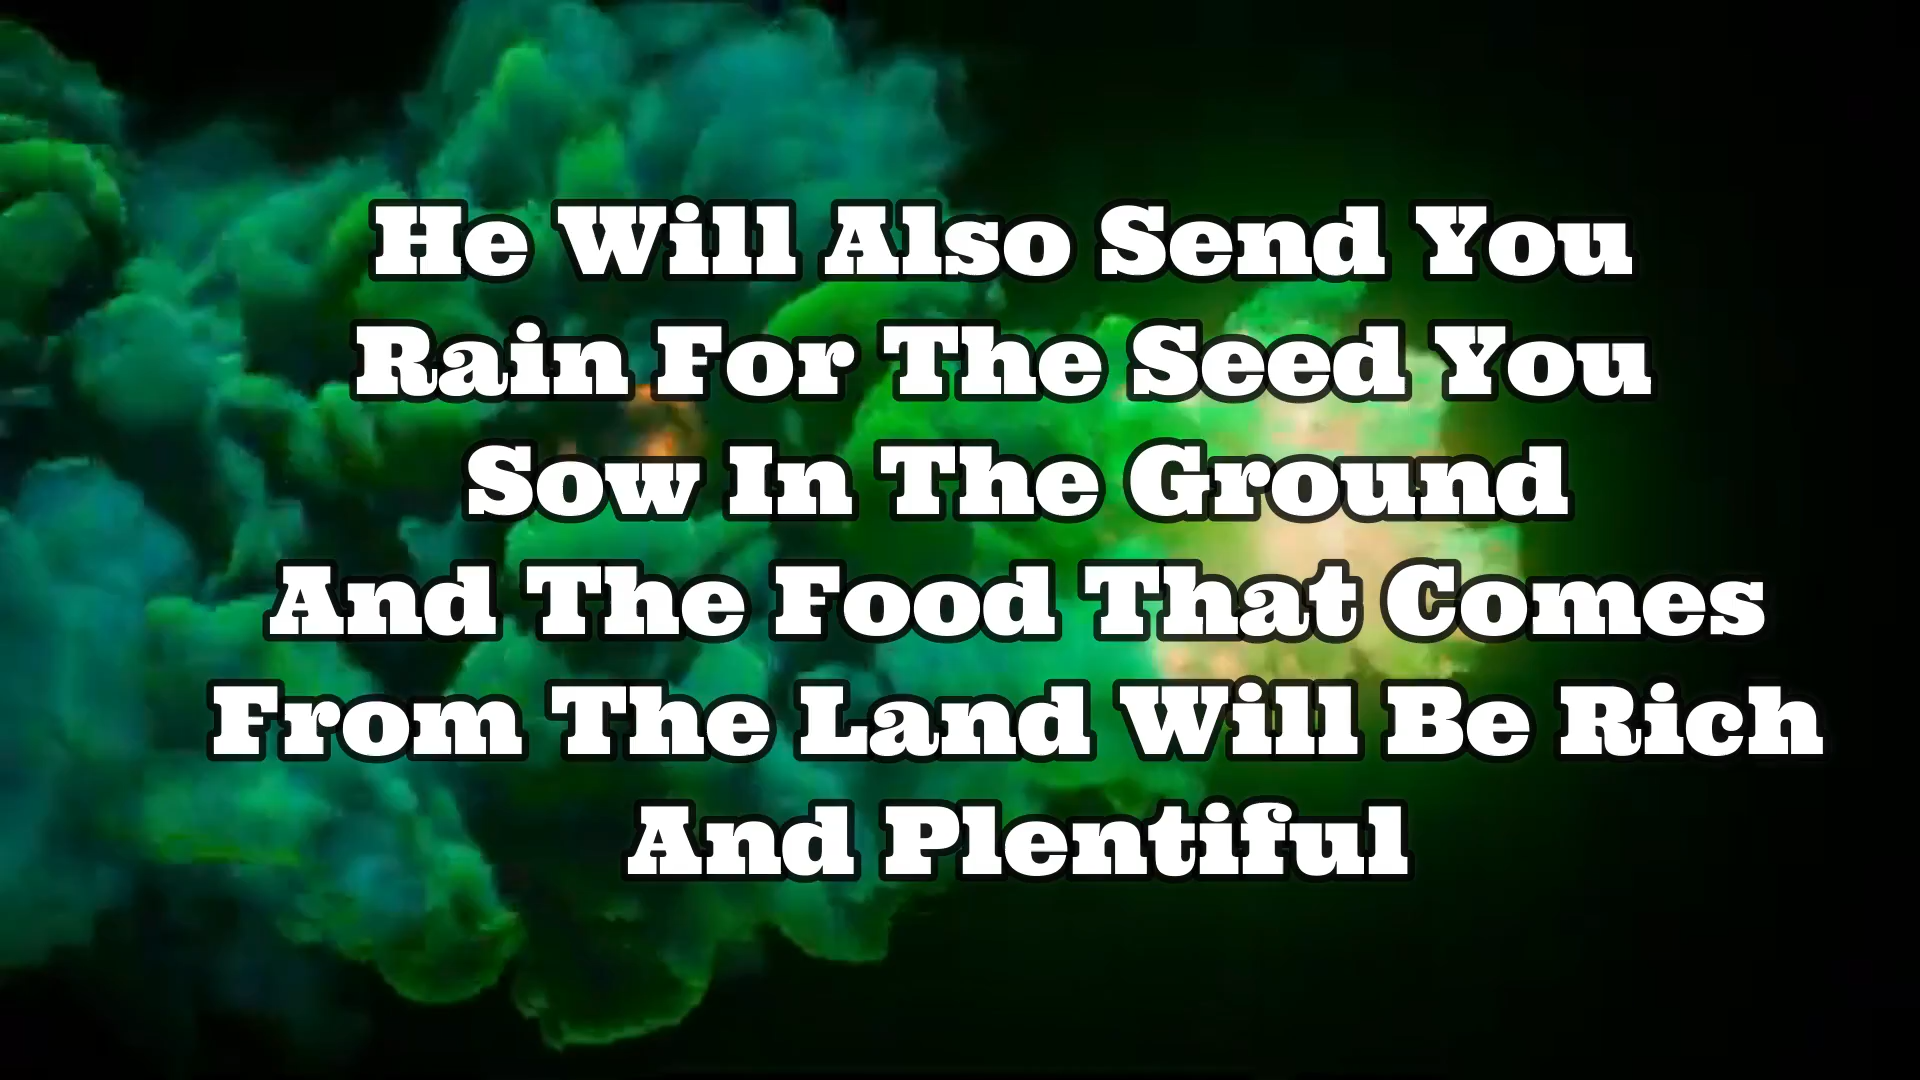 He Will Also Send You
Rain For The Seed You
Sow In The Ground
And The Food That Comes
From The Land Will Be Rich
And Plentiful